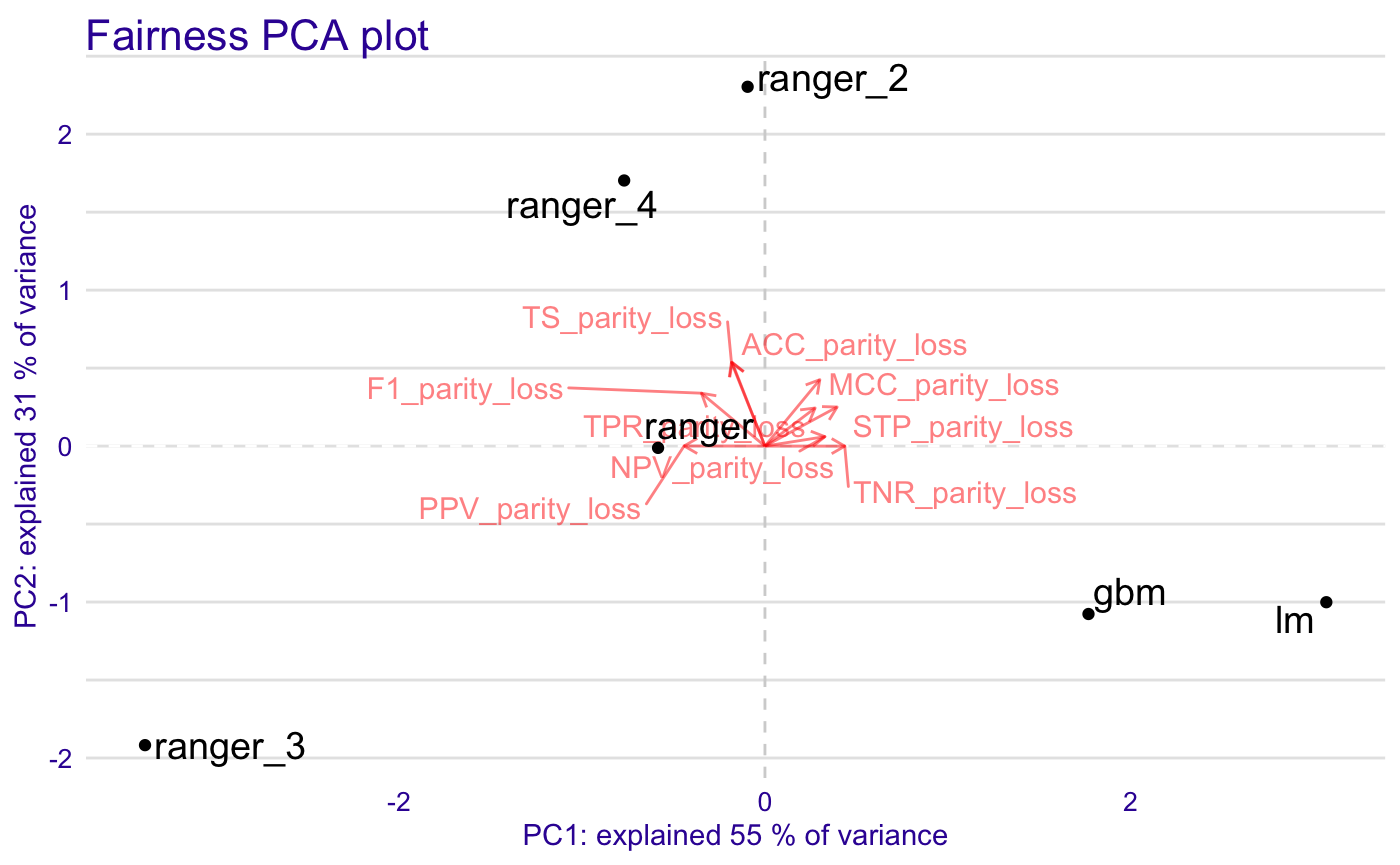 Fairness PCA plot
ranger_2
2
ranger_4
1
TS_parity_loss
ACC_parity_loss
F1_parity_loss
MCC_parity_loss
TPR_parity_loss
ranger
STP_parity_loss
0
NPV_parity_loss
TNR_parity_loss
PPV_parity_loss
gbm
-1
lm
ranger_3
-2
PC2: explained 31 % of variance
-2
0
2
PC1: explained 55 % of variance